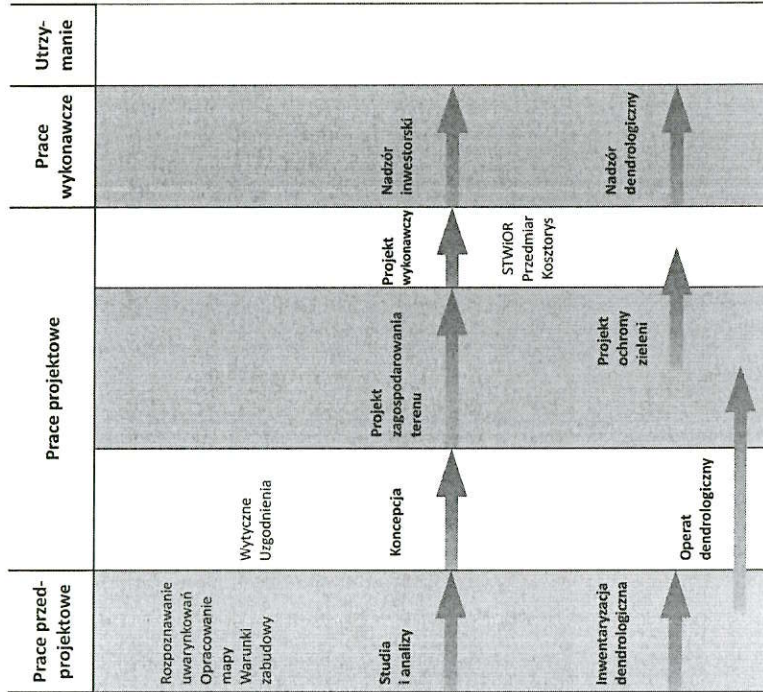 Prace przed-
projektowe
Prace projektowe
Prace
wykonawcze
Utrzy-
manie
Rozpoznawanie
uwarynkowań
Opracowanie
mapy
Warunki
zabudowy
Wytyczne
Uzgodnienia
Studia
i analizy
Koncepcja
Projekt
zagospodarowania
terenu
Projekt
wykonawczy
Nadzór
inwestorski
STWiOR
Przedmiar
Kosztorys
Inwentaryzacja
dendrologiczna
Operat
dendrologiczny
Projekt
ochrony
zieleni
Nadzór
dendrologiczny